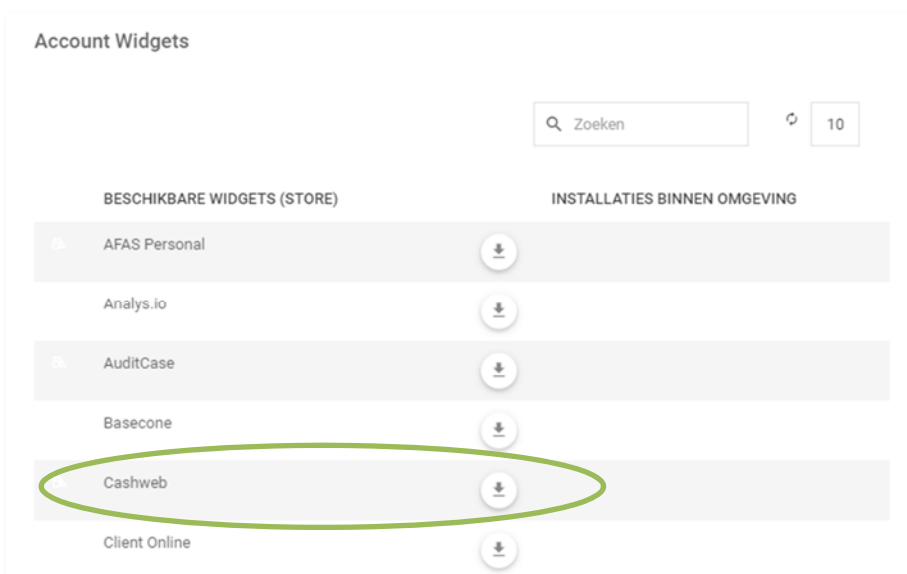 Account Widgets
Zoeken 10
BESCHIKBARE WIDGETS (STORE) INSTALLATIES BINNEN OMGEVING
AFAS Personal
Analys.io
AuditCase
Basecone
Cashweb
Client Online